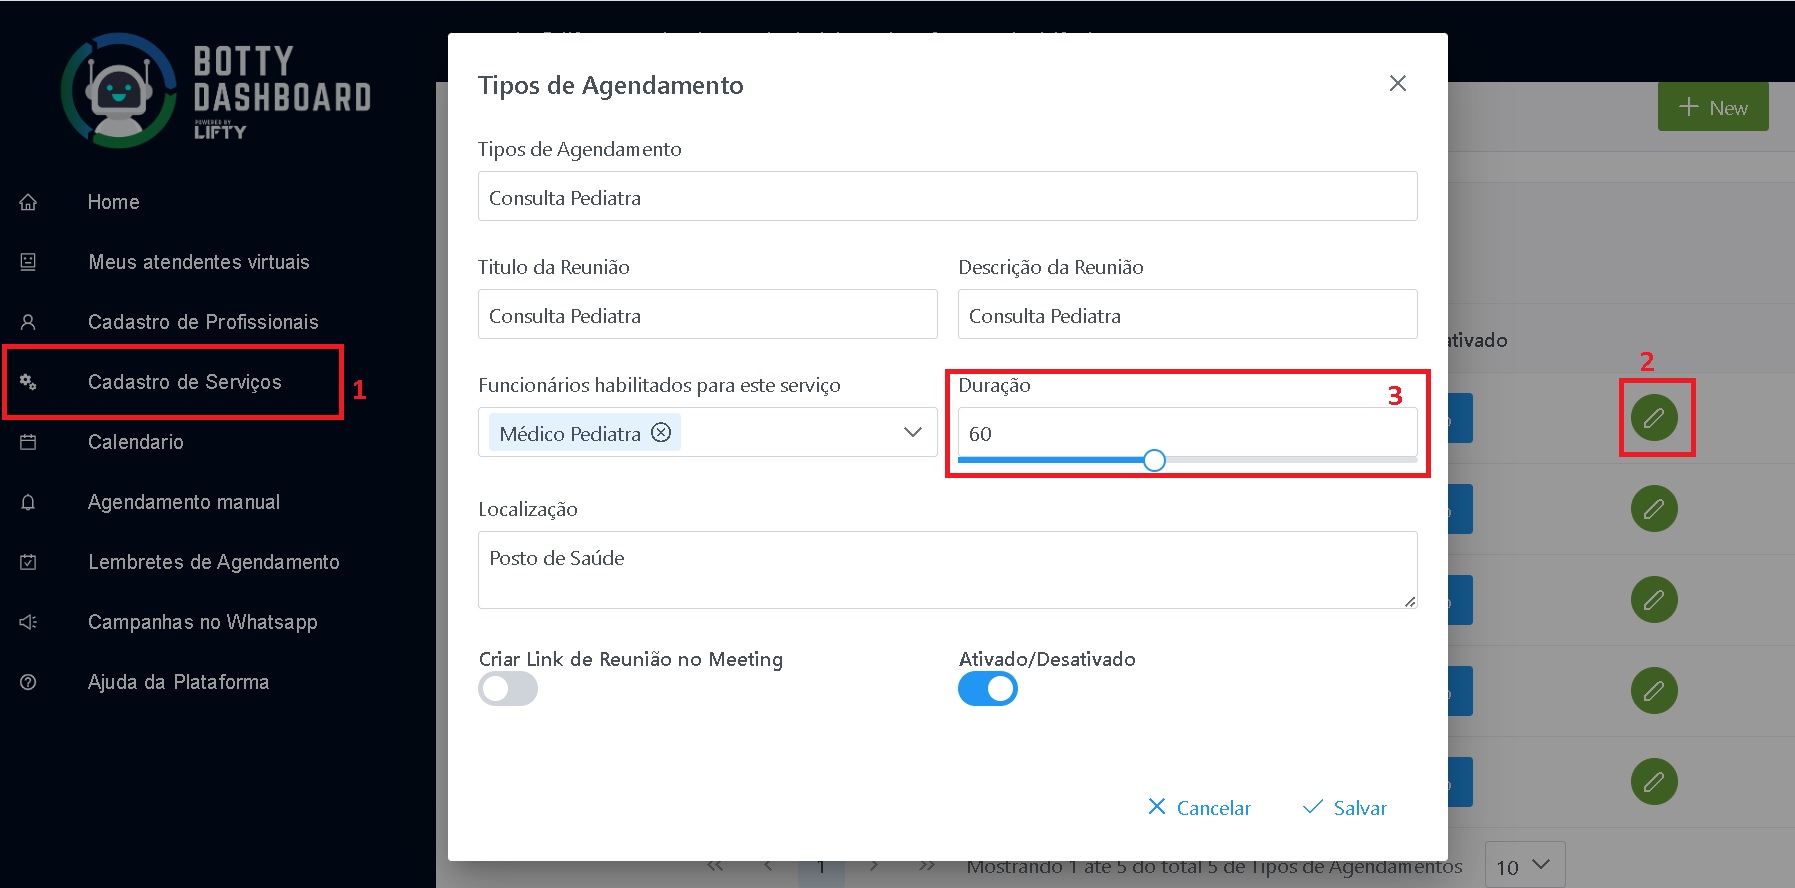 BOTTY
DASHBOARD
POWERED BY
LIFTY
Home
Meus atendentes virtuais
Cadastro de Profissionais
Cadastro de Serviços
1
Calendario
Agendamento manual
Lembretes de Agendamento
Campanhas no Whatsapp
Ajuda da Plataforma
Tipos de Agendamento
Tipos de Agendamento
Consulta Pediatra
Titulo da Reunião
Descrição da Reunião
Consulta Pediatra
Consulta Pediatra
Funcionários habilitados para este serviço
Duração
3
Médico Pediatra
60
Localização
Posto de Saúde
Criar Link de Reunião no Meeting
Ativado/Desativado
Cancelar
Salvar
New
ativado
2
1
Mostrando 1 até 5 do total 5 de Tipos de Agendamentos
10